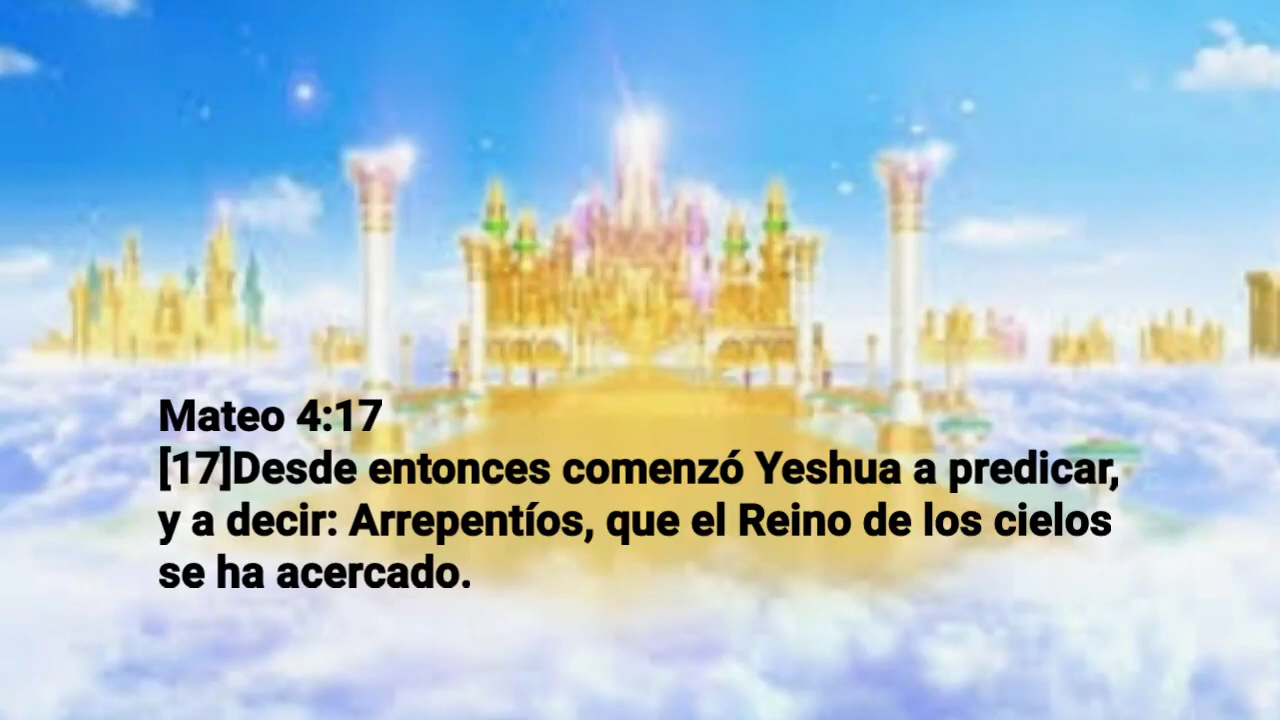 Mateo 4:17
[17]Desde entonces comenzó Yeshua a predicar,
y a decir: Arrepentíos, que el Reino de los cielos
se ha acercado.